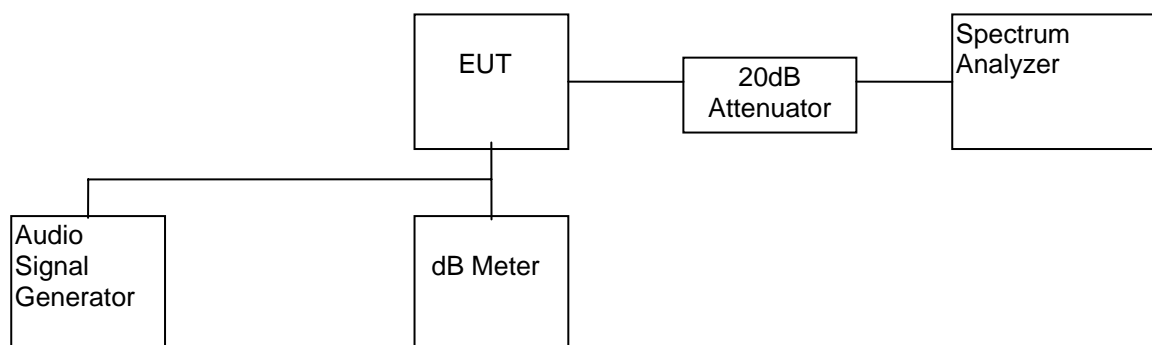 EUT
20dB
Attenuator
Spectrum
Analyzer
Audio
Signal
Generator
dB Meter